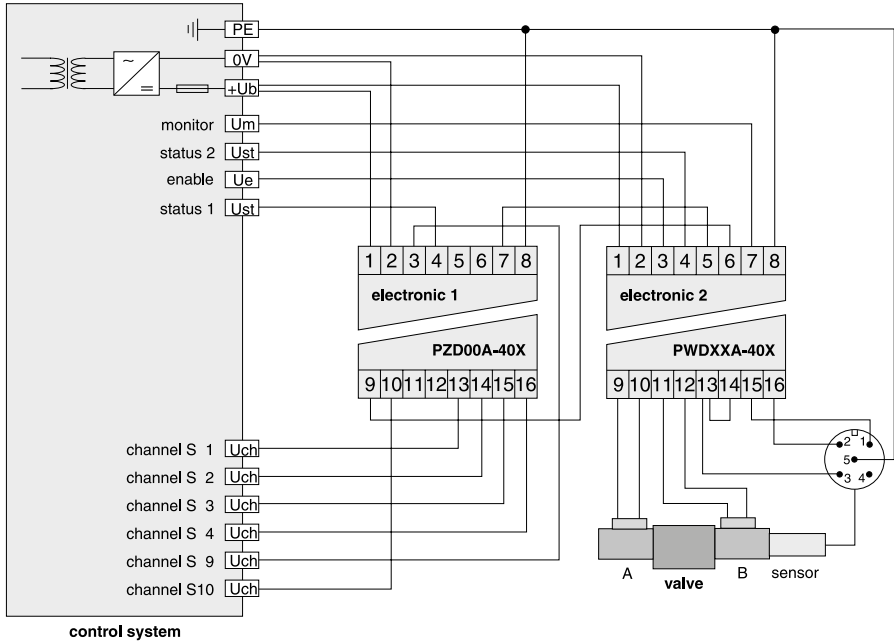 PE
0V
~
=
+Ub
monitor Um
status 2 Ust
enable Ue
status 1 Ust
1 2 3 4 5 6 7 8
electronic 1
PZD00A-40X
9 10 11 12 13 14 15 16
1 2 3 4 5 6 7 8
electronic 2
PWDXXA-40X
9 10 11 12 13 14 15 16
channel S 1 Uch
channel S 2 Uch
channel S 3 Uch
channel S 4 Uch
channel S 9 Uch
channel S10 Uch
2 1
5
3 4
A
valve
B
sensor
control system